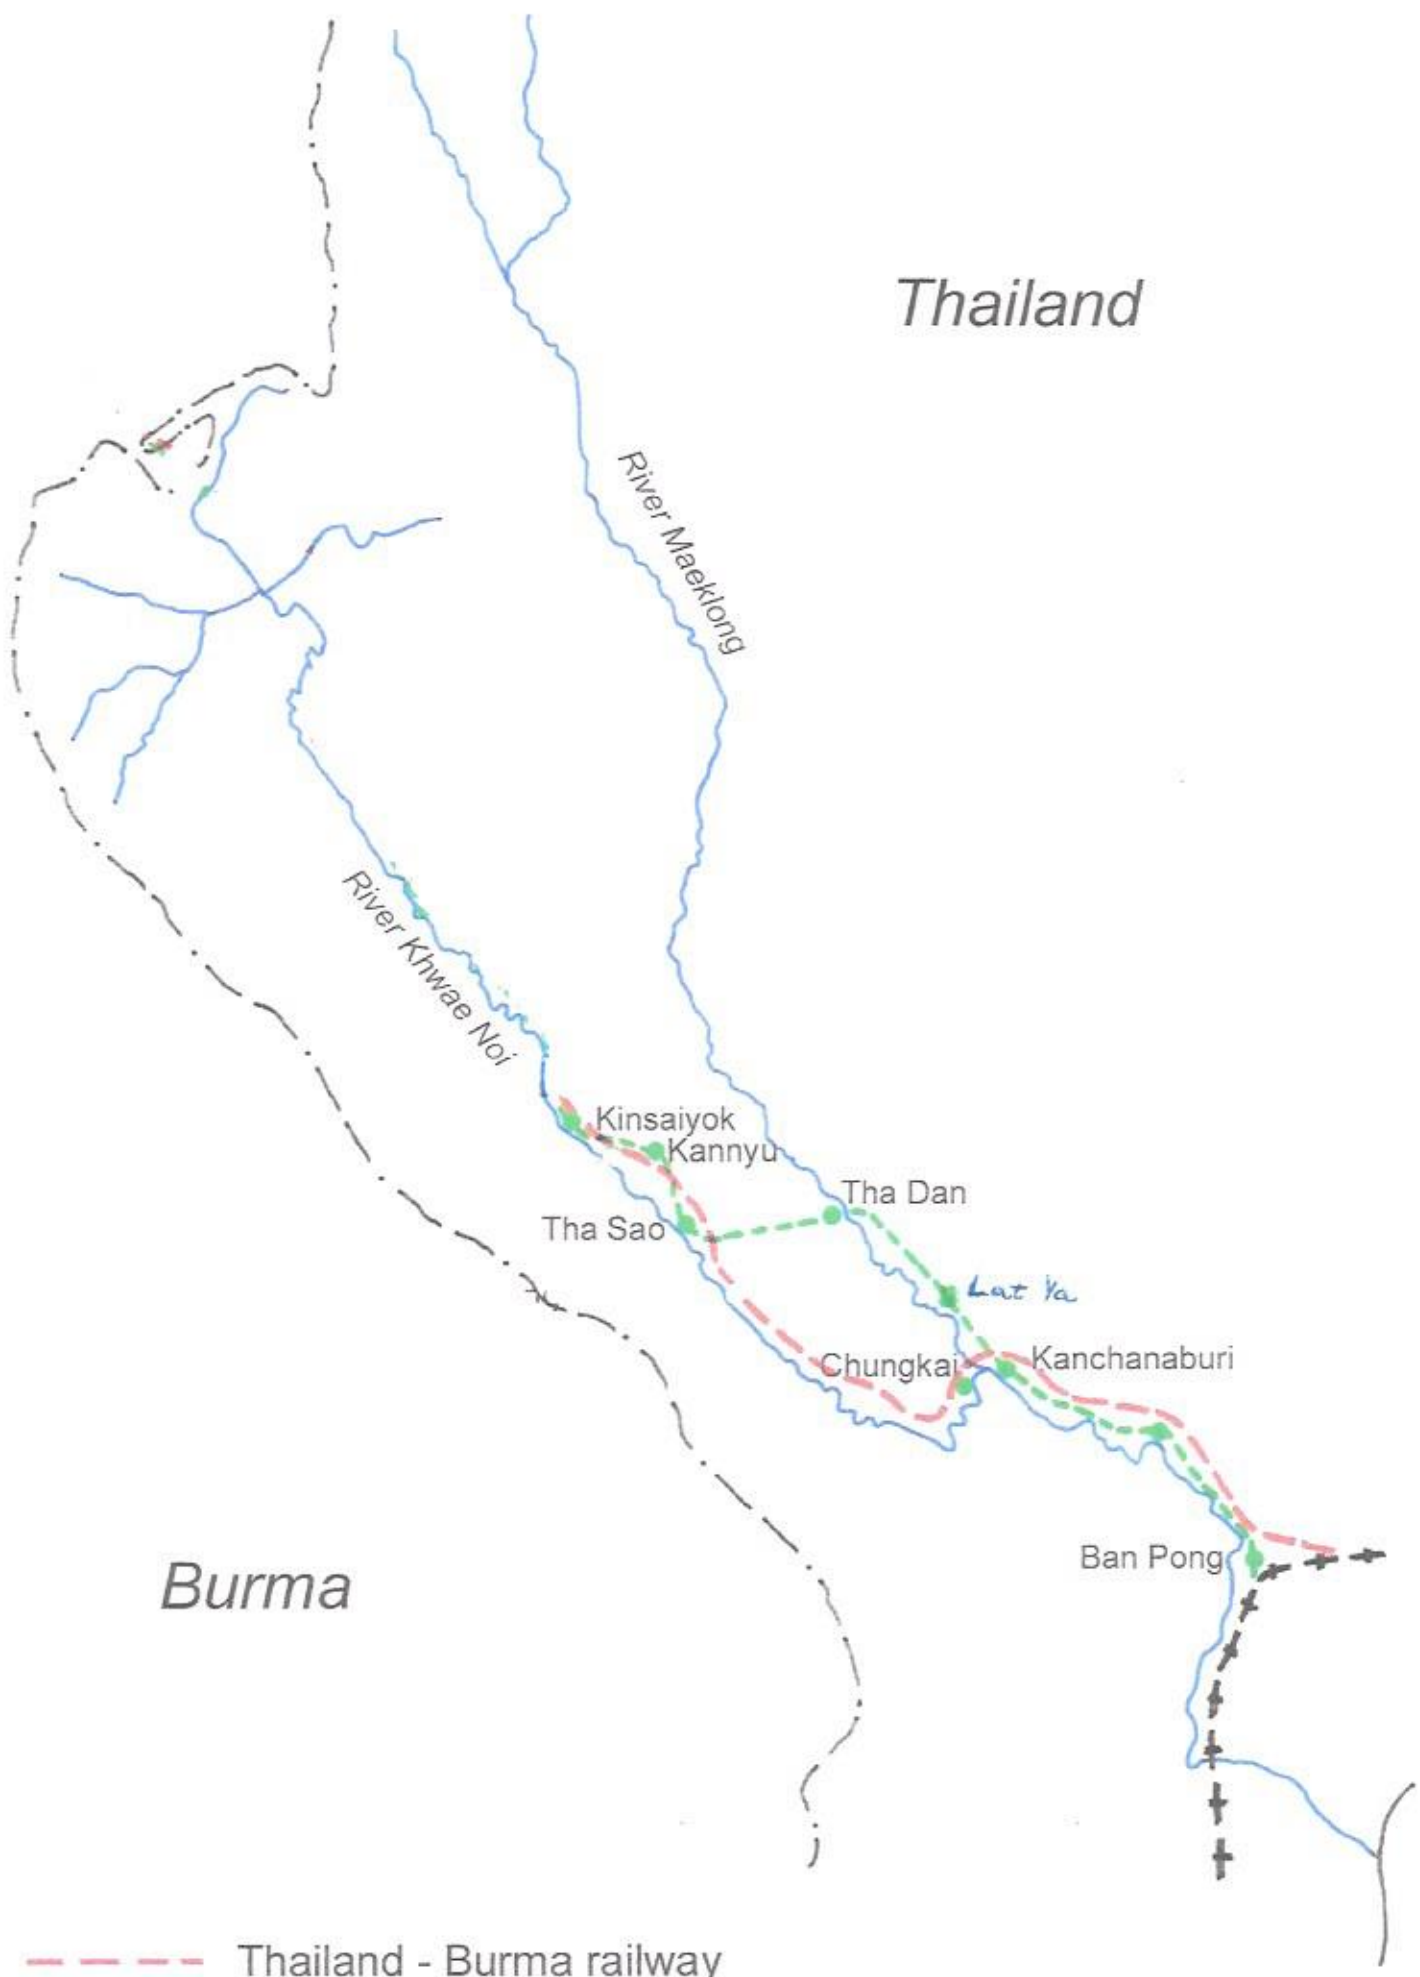 Thailand
River Maeklong
River Khwae Noi
Kinsaiyok
Kannyu
Tha Dan
Tha Sao
Lat Ya
Chungkai
Kanchanaburi
Ban Pong
Burma
Thailand - Burma railway